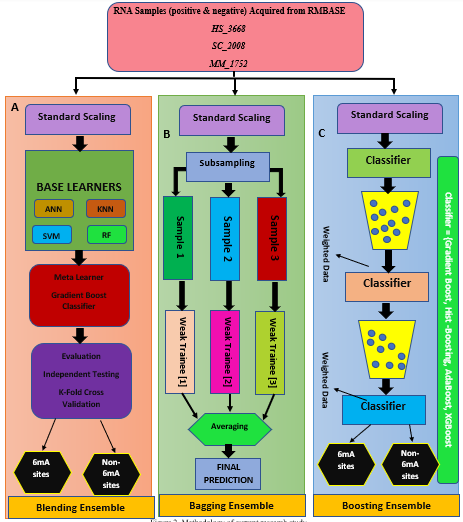 RNA Samples (positive & negative) Acquired from RMBASE
HS_3668
SC_2008
MM_1752
A
Standard Scaling
BASE LEARNERS
ANN
KNN
SVM
RF
Meta Learner
Gradient Boost
Classifier
Evaluation
Independent Testing
K-Fold Cross
Validation
6mA
sites
Non-
6mA
sites
Blending Ensemble
B
Standard Scaling
Subsampling
Sample 1
Sample 2
Sample 3
Weak Trainee [1]
Weak Trainee [2]
Weak Trainee [3]
Averaging
FINAL
PREDICTION
Bagging Ensemble
C
Standard Scaling
Classifier
Weighted Data
Classifier
Weighted Data
Classifier
6mA
sites
Non-
6mA
sites
Classifier = {Gradient Boost, Hist -Boosting, AdaBoost, XGBoost
Boosting Ensemble
Figure 2. Methodology of current research study